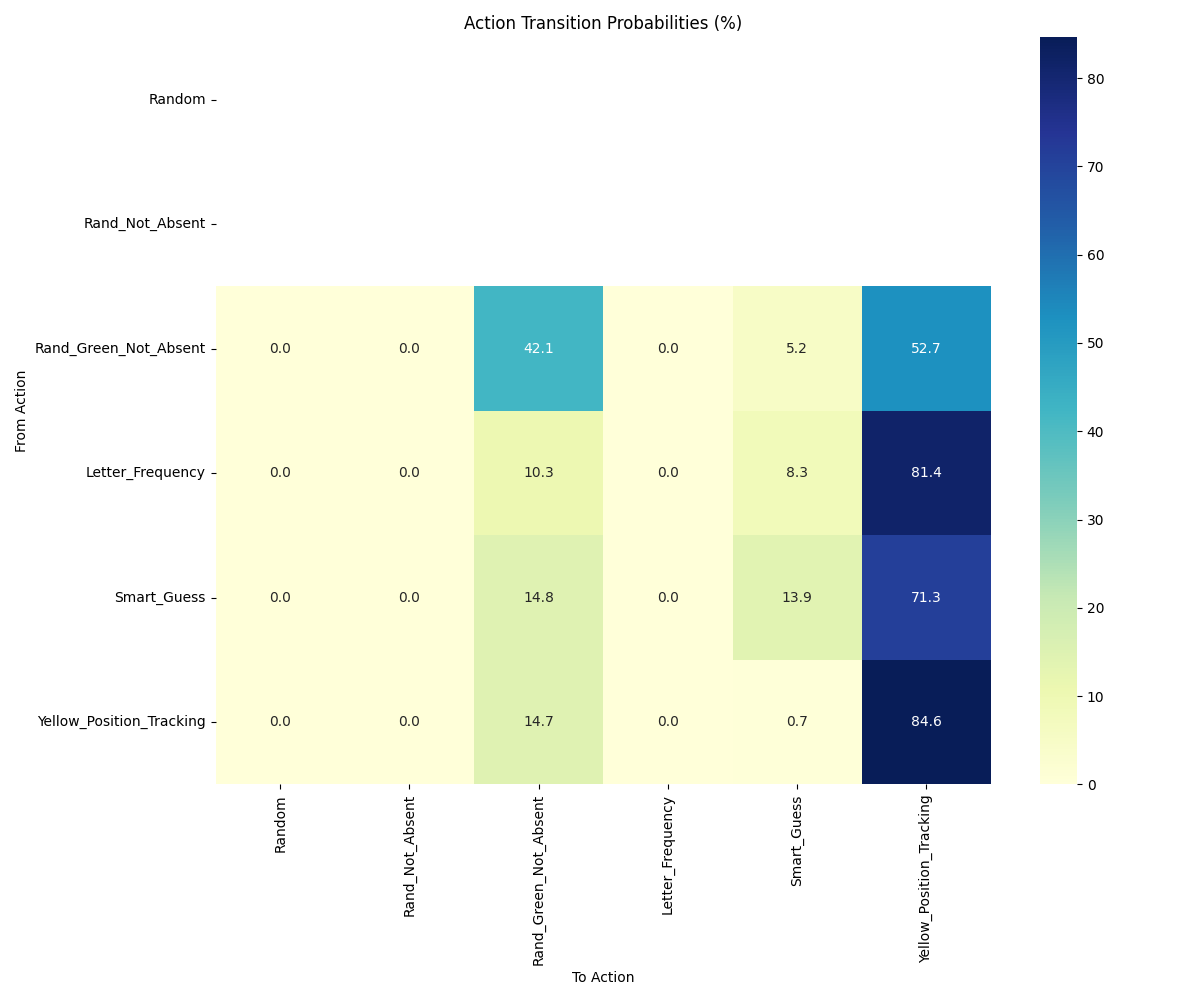 Action Transition Probabilities (%)
From Action
Random
Rand_Not_Absent
Rand_Green_Not_Absent 0.0 0.0 42.1 0.0 5.2 52.7
Letter_Frequency 0.0 0.0 10.3 0.0 8.3 81.4
Smart_Guess 0.0 0.0 14.8 0.0 13.9 71.3
Yellow_Position_Tracking 0.0 0.0 14.7 0.0 0.7 84.6
Random
Rand_Not_Absent
Rand_Green_Not_Absent
Letter_Frequency
Smart_Guess
Yellow_Position_Tracking
To Action
80
70
60
50
40
30
20
10
0